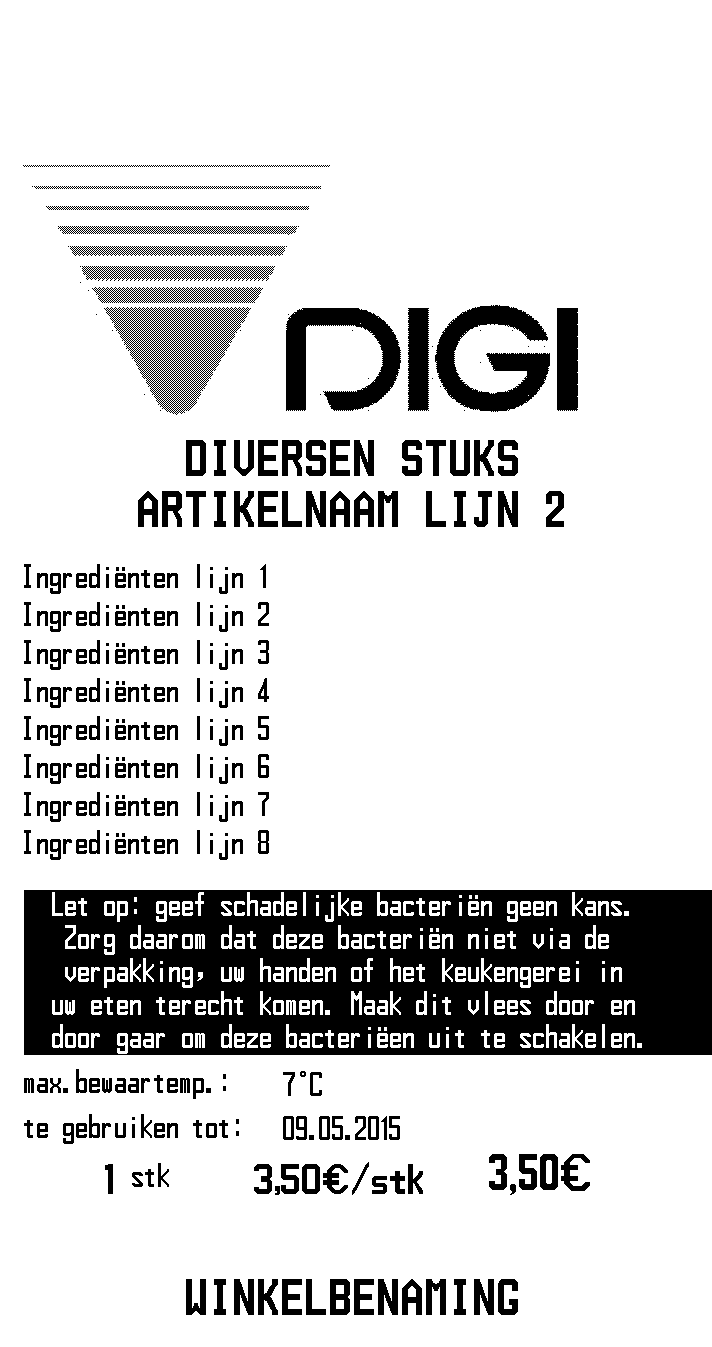 DIGI
DIVERSEN STUKS
ARTIKELNAAM LIJN 2
Ingrediënten lijn 1
Ingrediënten lijn 2
Ingrediënten lijn 3
Ingrediënten lijn 4
Ingrediënten lijn 5
Ingrediënten lijn 6
Ingrediënten lijn 7
Ingrediënten lijn 8
Let op: geef schadelijke bacteriën geen kans.
Zorg daarom dat deze bacteriën niet via de
verpakking, uw handen of het keukengerei in
uw eten terecht komen. Maak dit vlees door en
door gaar om deze bacteriëen uit te schakelen.
max.bewaartemp.: 7°C
te gebruiken tot: 09.05.2015
1 stk 3,50€/stk 3,50€
WINKELBENAMING